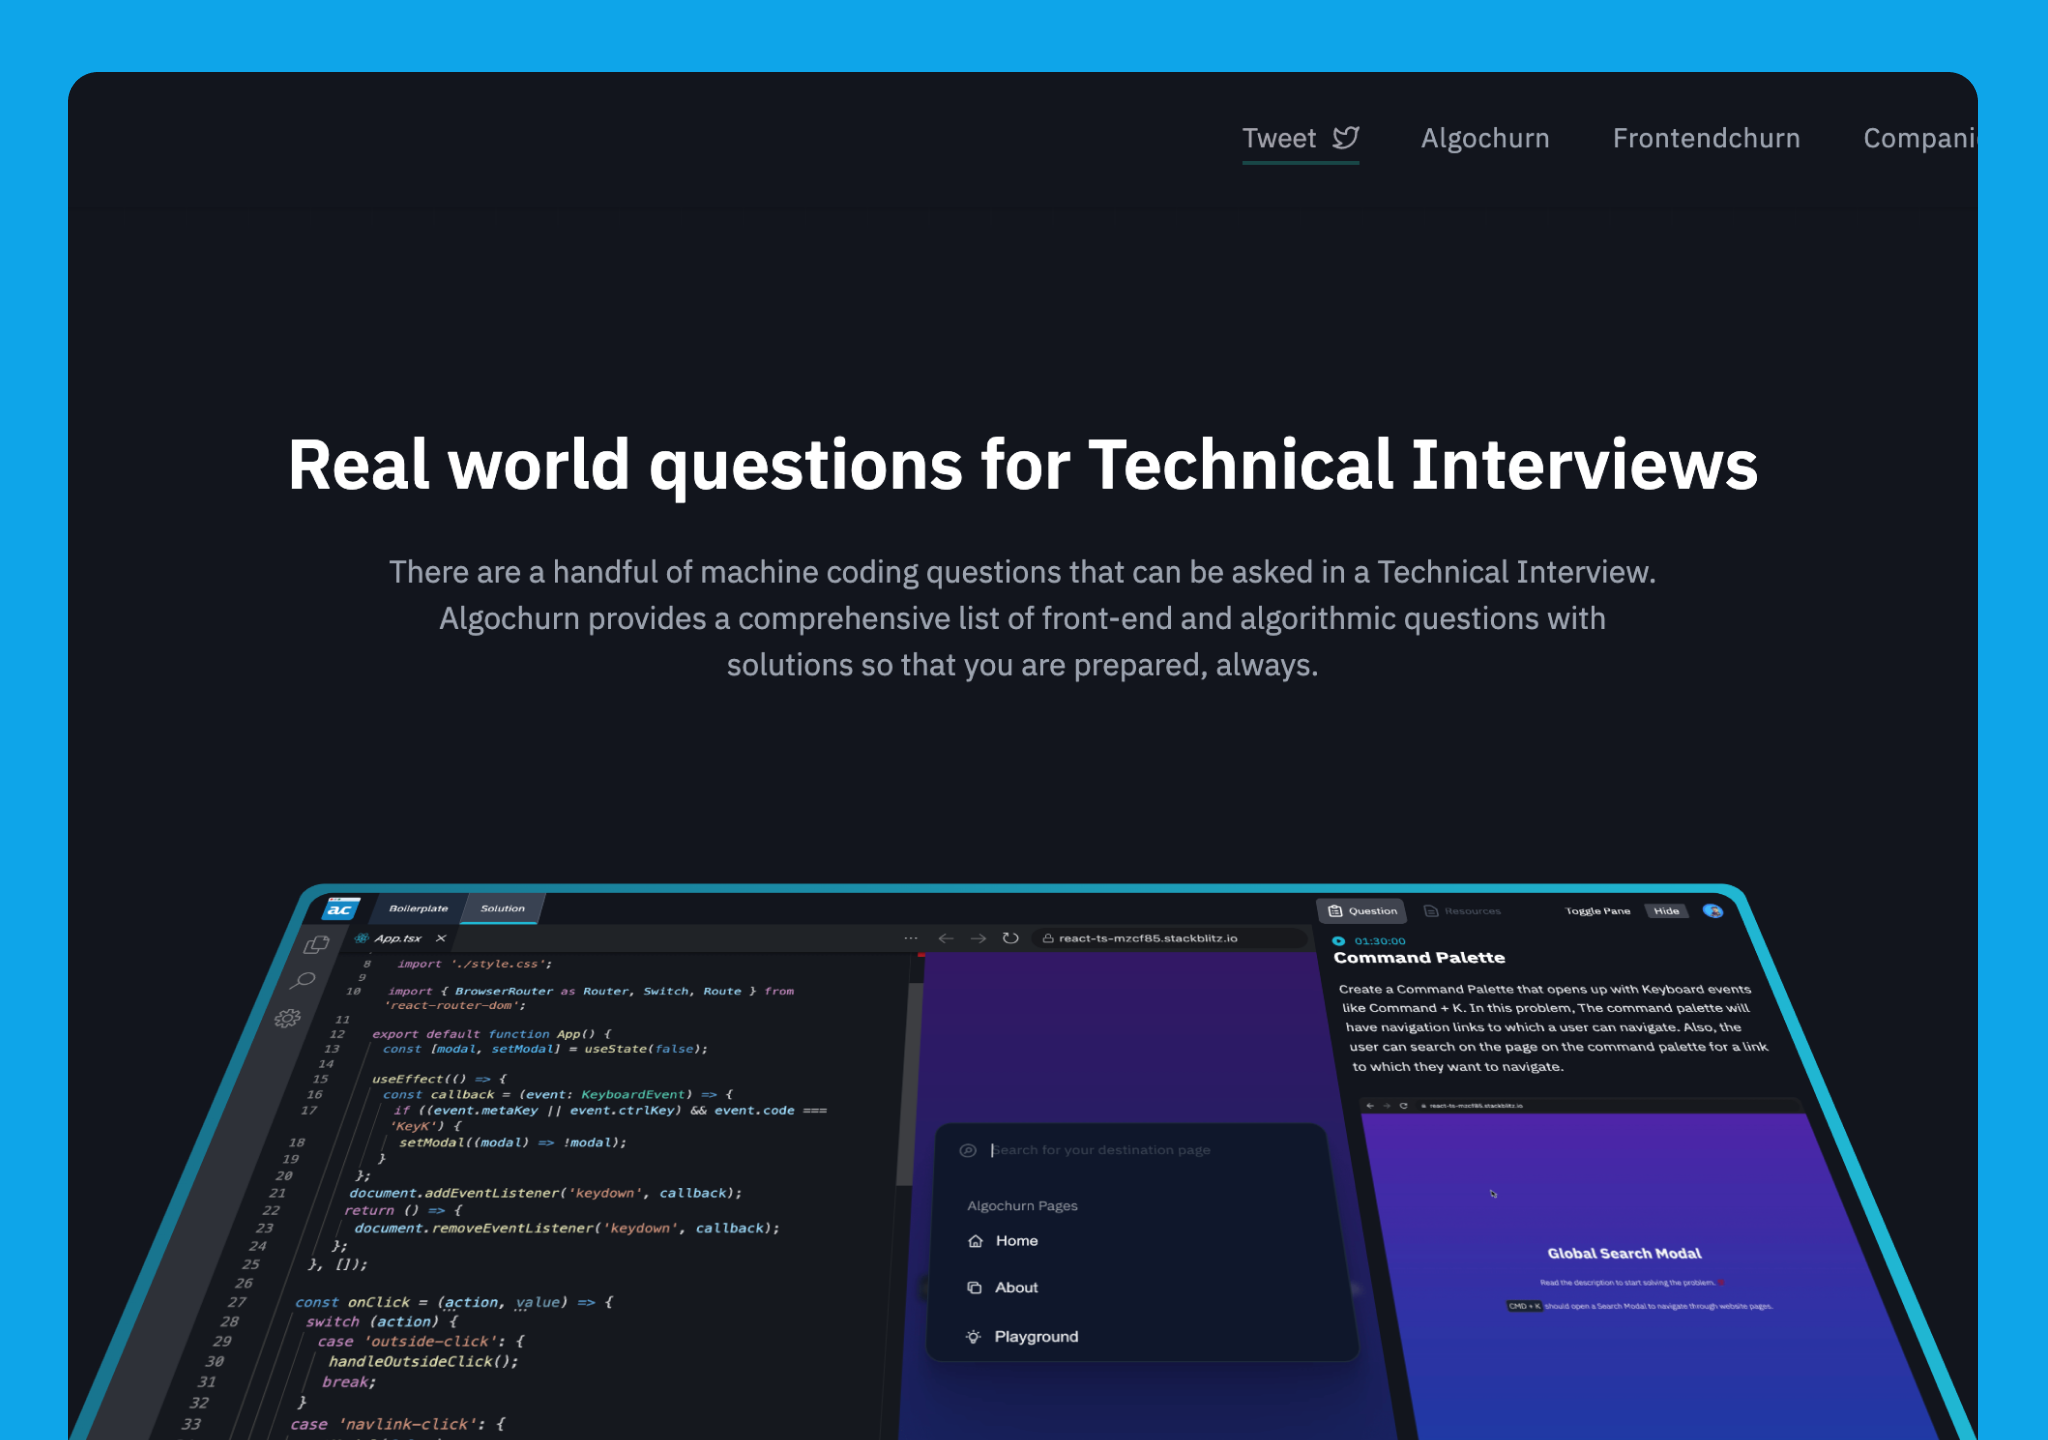 Tweet Algochurn Frontendchurn Compani
Real world questions for Technical Interviews
There are a handful of machine coding questions that can be asked in a Technical Interview.
Algochurn provides a comprehensive list of front-end and algorithmic questions with
solutions so that you are prepared, always.
ac Boilerplate Solution
App.tsx
8 import './style.css';
9
10 import { BrowserRouter as Router, Switch, Route } from
'react-router-dom';
11
12 export default function App() {
13 const [modal, setModal] = useState(false);
14
15 useEffect(() => {
16 const callback = (event: KeyboardEvent) => {
17 if ((event.metaKey || event.ctrlKey) && event.code ===
'KeyK') {
18 setModal((modal) => !modal);
19 }
20 };
21 document.addEventListener('keydown', callback);
22 return () => {
23 document.removeEventListener('keydown', callback);
24 };
25 }, []);
26
27 const onClick = (action, value) => {
28 switch (action) {
29 case 'outside-click': {
30 handleOutsideClick();
31 break;
32 }
33 case 'navlink-click': {
react-ts-mzcf85.stackblitz.io
Search for your destination page
Algochurn Pages
Home
About
Playground
Question Resources Toggle Pane Hide
01:30:00
Command Palette
Create a Command Palette that opens up with Keyboard events
like Command + K. In this problem, The command palette will
have navigation links to which a user can navigate. Also, the
user can search on the page on the command palette for a link
to which they want to navigate.
react-ts-mzcf85.stackblitz.io
Global Search Modal
Read the description to start solving the problem.
CMD + K should open a Search Modal to navigate through website pages.